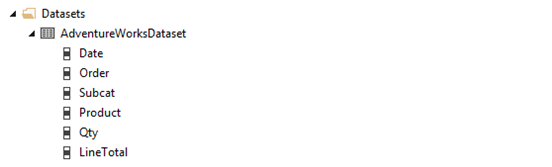 Datasets
AdventureWorksDataset
Date
Order
Subcat
Product
Qty
LineTotal